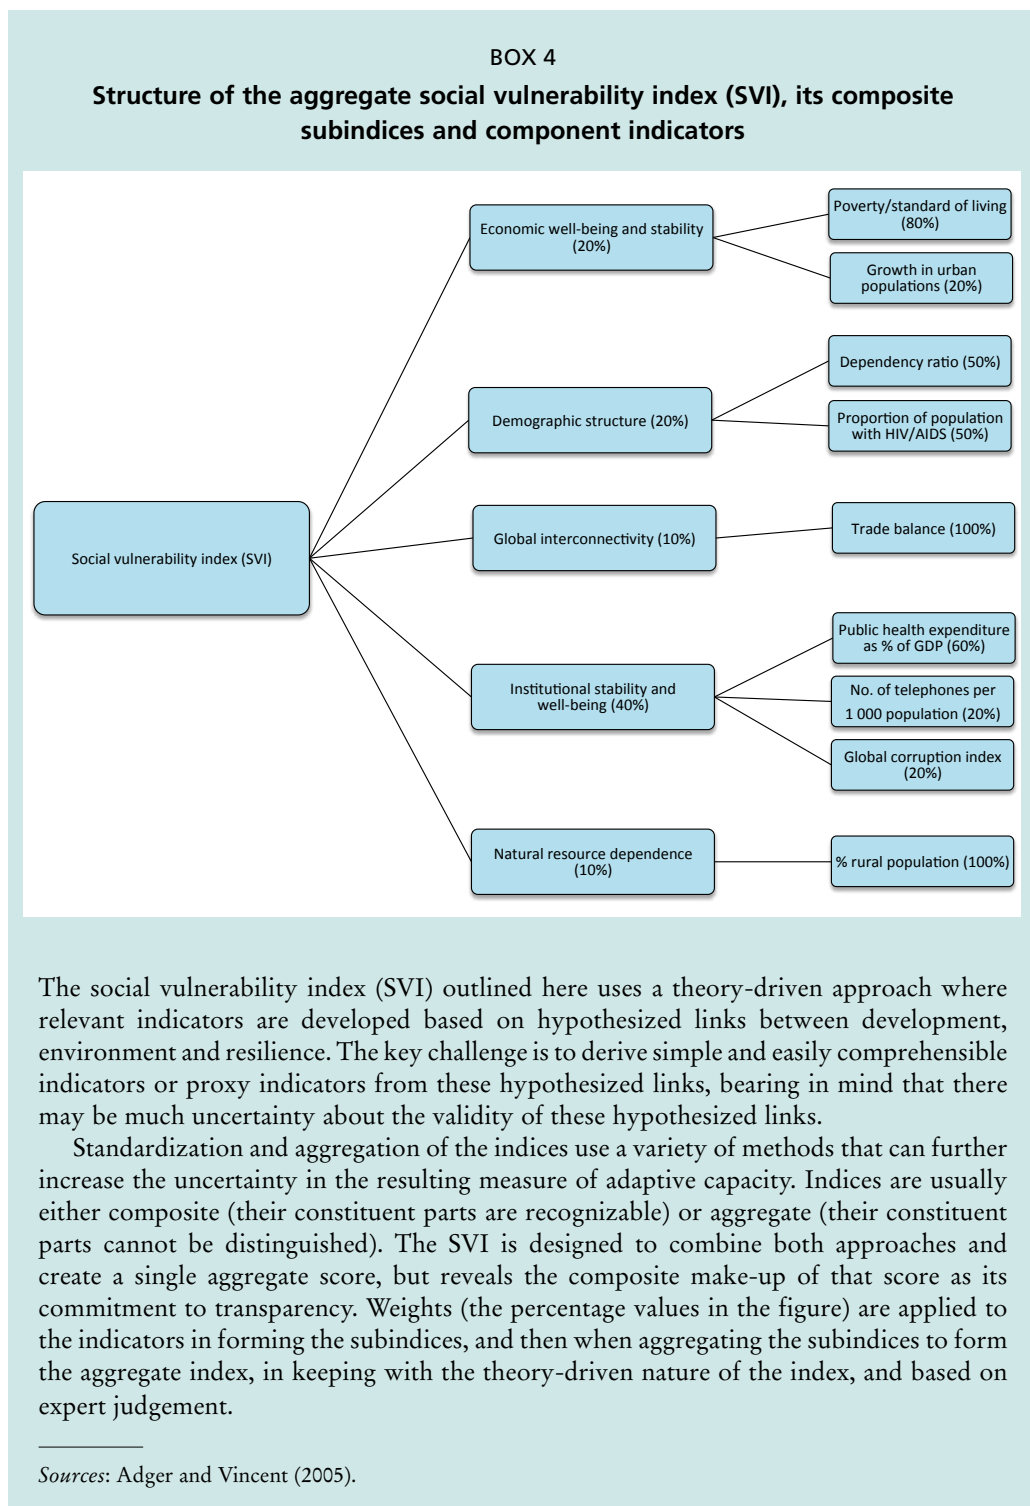 BOX 4
Structure of the aggregate social vulnerability index (SVI), its composite
subindices and component indicators
Social vulnerability index (SVI)
Economic well-being and stability
(20%)
Poverty/standard of living
(80%)
Growth in urban
populations (20%)
Demographic structure (20%)
Dependency ratio (50%)
Proportion of population
with HIV/AIDS (50%)
Global interconnectivity (10%)
Trade balance (100%)
Institutional stability and
well-being (40%)
Public health expenditure
as % of GDP (60%)
No. of telephones per
1 000 population (20%)
Global corruption index
(20%)
Natural resource dependence
(10%)
% rural population (100%)
The social vulnerability index (SVI) outlined here uses a theory-driven approach where
relevant indicators are developed based on hypothesized links between development,
environment and resilience. The key challenge is to derive simple and easily comprehensible
indicators or proxy indicators from these hypothesized links, bearing in mind that there
may be much uncertainty about the validity of these hypothesized links.
Standardization and aggregation of the indices use a variety of methods that can further
increase the uncertainty in the resulting measure of adaptive capacity. Indices are usually
either composite (their constituent parts are recognizable) or aggregate (their constituent
parts cannot be distinguished). The SVI is designed to combine both approaches and
create a single aggregate score, but reveals the composite make-up of that score as its
commitment to transparency. Weights (the percentage values in the figure) are applied to
the indicators in forming the subindices, and then when aggregating the subindices to form
the aggregate index, in keeping with the theory-driven nature of the index, and based on
expert judgement.
Sources: Adger and Vincent (2005).